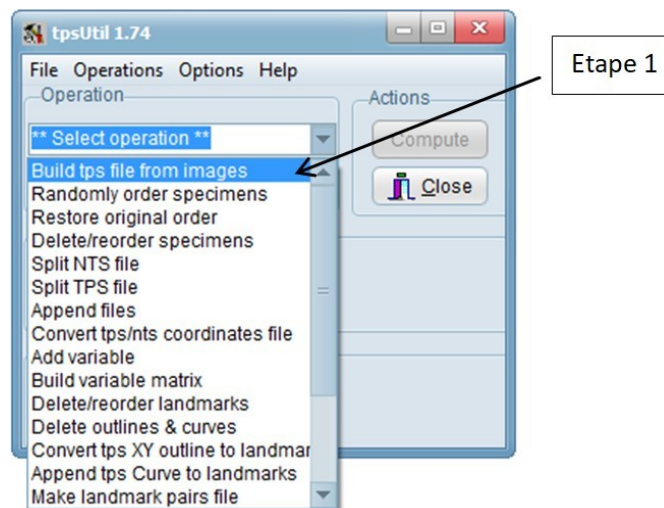 tpsUtil 1.74
Etape 1
File Operations Options Help
Operation
Actions
** Select operation **
Compute
Build tps file from images
Randomly order specimens
Close
Restore original order
Delete/reorder specimens
Split NTS file
Split TPS file
Append files
Convert tps/nts coordinates file
Add variable
Build variable matrix
Delete/reorder landmarks
Delete outlines & curves
Convert tps XY outline to landmar
Append tps Curve to landmarks
Make landmark pairs file